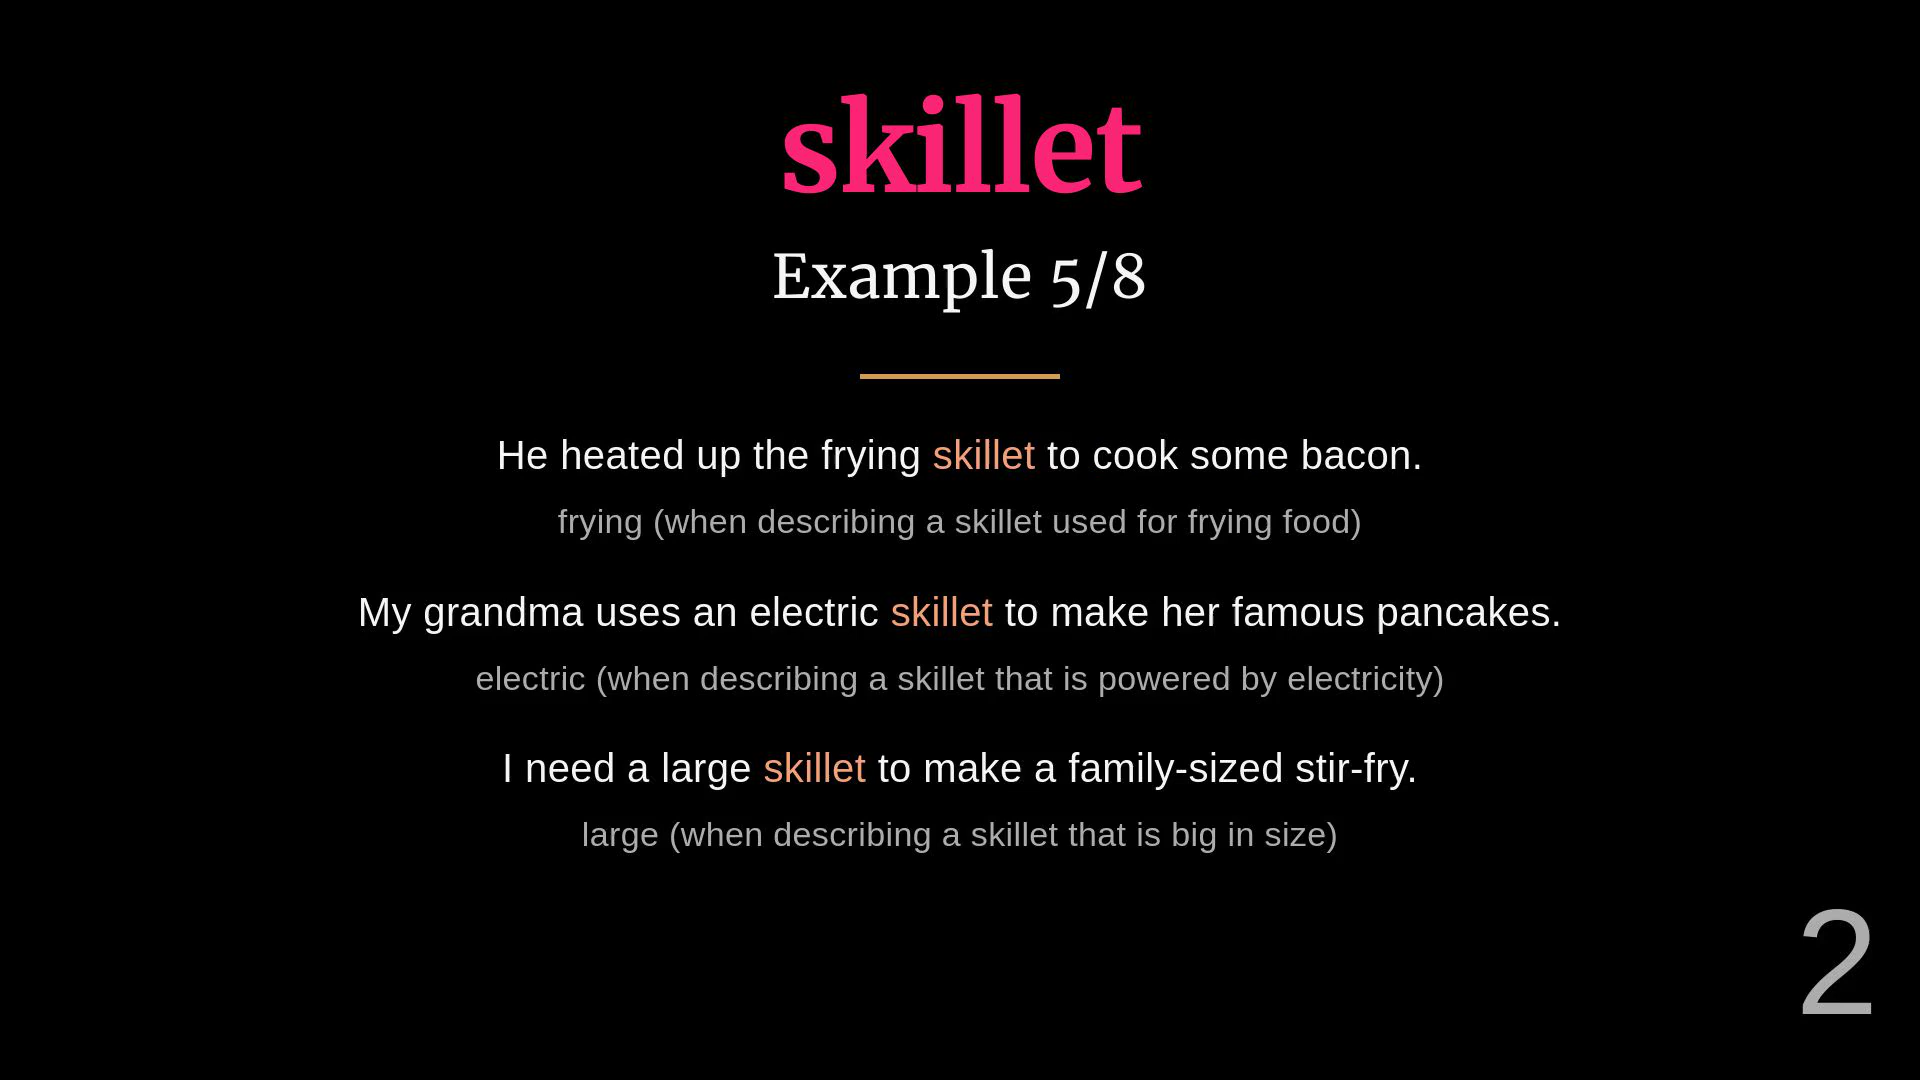 skillet
Example 5/8
He heated up the frying skillet to cook some bacon.
frying (when describing a skillet used for frying food)
My grandma uses an electric skillet to make her famous pancakes.
electric (when describing a skillet that is powered by electricity)
I need a large skillet to make a family-sized stir-fry.
large (when describing a skillet that is big in size)
2